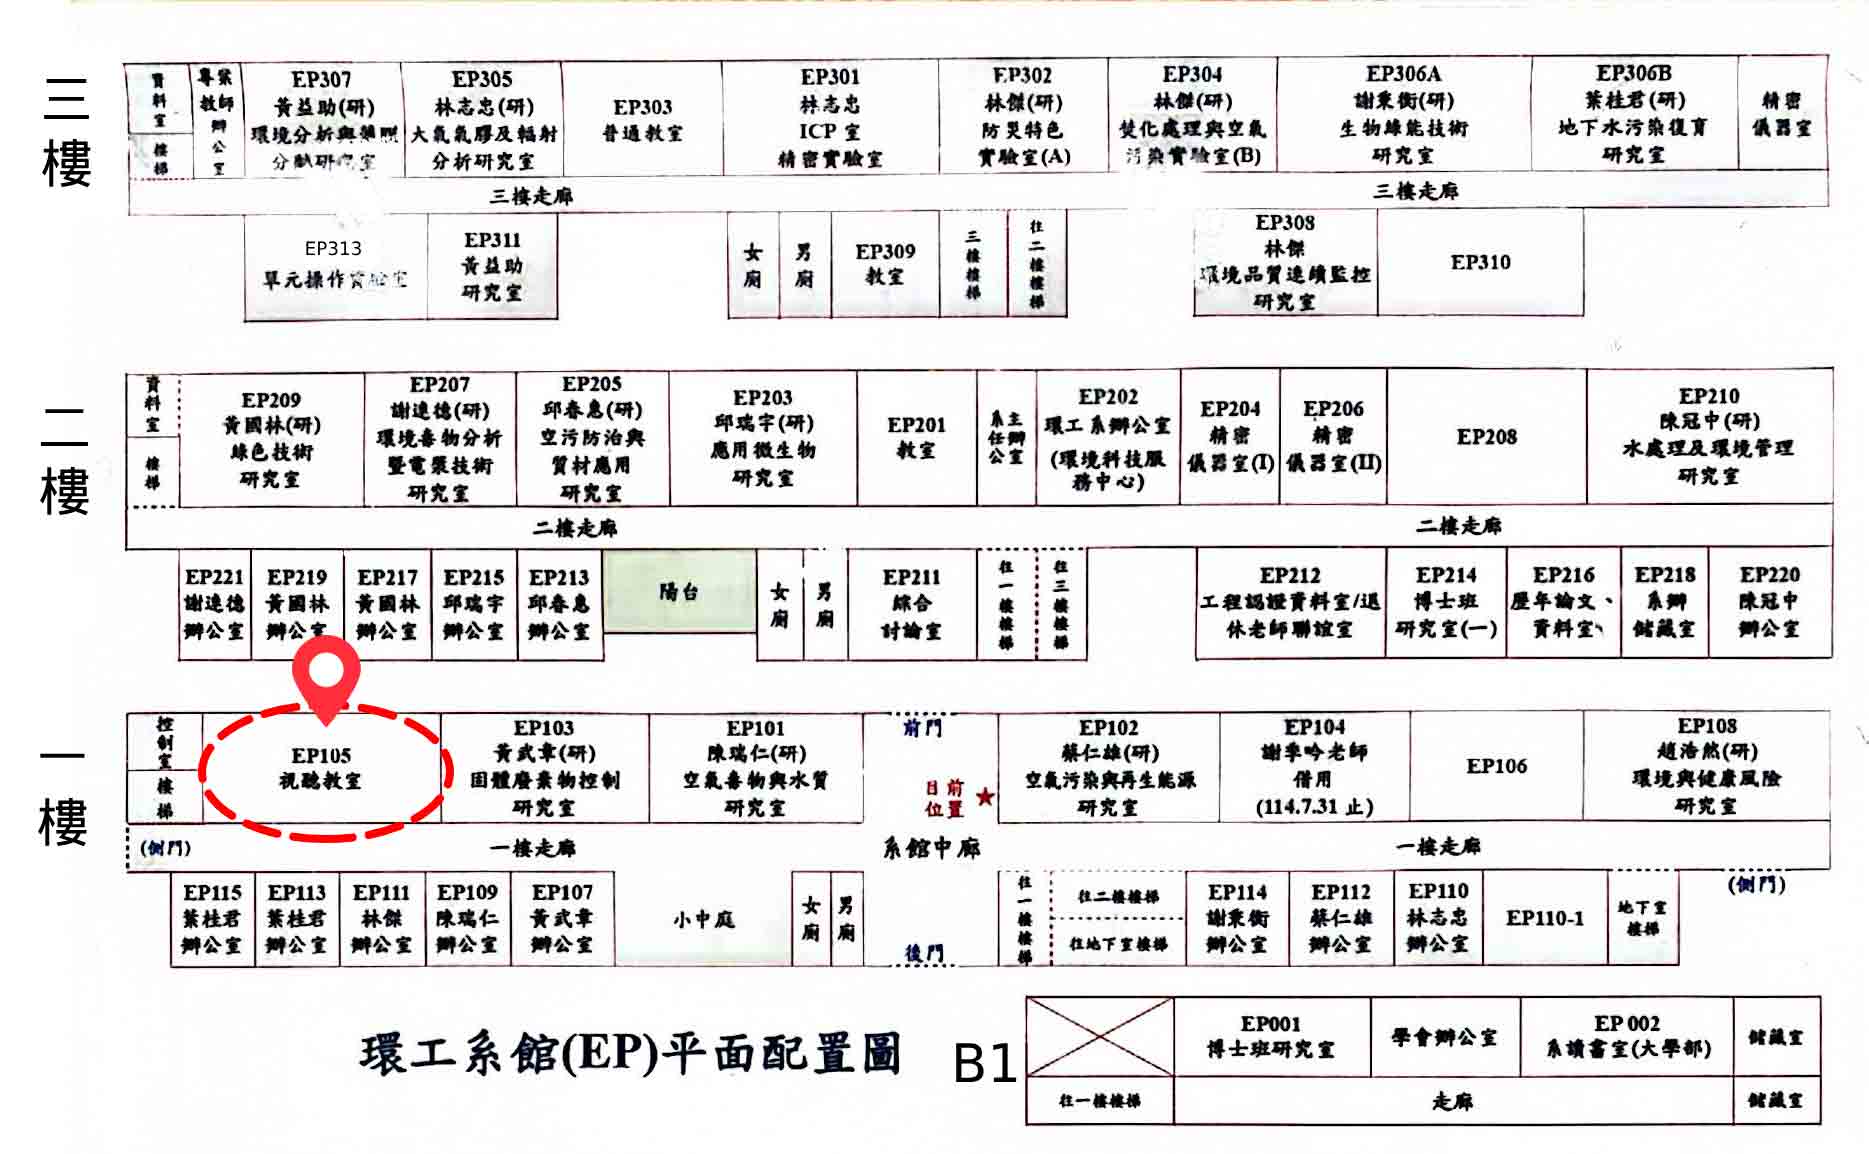 三樓
資料室
樓梯
專案教師辦公室
EP307
黃益助(研)
環境分析與
分
研究室
EP305
林志忠(研)
大氣氣膠及輻射
分析研究室
EP303
普通教室
EP301
林志忠
ICP 室
精密實驗室
EP302
林傑(研)
防災特色
實驗室(A)
EP304
林傑(研)
焚化處理與空氣
污染實驗室(B)
EP306A
謝秉衡(研)
生物綠能技術
研究室
EP306B
葉桂君(研)
地下水污染復育
研究室
精密
儀器室
三樓走廊
三樓走廊
EP313
單元操作實驗室
EP311
黃益助
研究室
女廁
男廁
EP309
教室
三樓樓梯
往二樓樓梯
EP308
林傑
環境品質連續監控
研究室
EP310
二樓
資料室
樓梯
EP209
黃國林(研)
綠色技術
研究室
EP207
謝連德(研)
環境毒物分析
暨電漿技術
研究室
EP205
邱春惠(研)
空污防治與
質材應用
研究室
EP203
邱瑞宇(研)
應用微生物
研究室
EP201
教室
系主任辦公室
EP202
環工系辦公室
(環境科技服
務中心)
EP204
精密
儀器室(I)
EP206
精密
儀器室(II)
EP208
EP210
陳冠中(研)
水處理及環境管理
研究室
二樓走廊
二樓走廊
EP221
謝連德
辦公室
EP219
黃國林
辦公室
EP217
黃國林
辦公室
EP215
邱瑞宇
辦公室
EP213
邱春惠
辦公室
陽台
女廁
男廁
EP211
綜合
討論室
往一樓樓梯
往三樓樓梯
EP212
工程認證資料室/退
休老師聯誼室
EP214
博士班
研究室(一)
EP216
歷年論文、
資料室
EP218
系辦
儲藏室
EP220
陳冠中
辦公室
一樓
控制室
樓梯
EP105
視聽教室
EP103
黃武章(研)
固體廢棄物控制
研究室
EP101
陳瑞仁(研)
空氣毒物與水質
研究室
前門
目前
位置★
EP102
蔡仁雄(研)
空氣污染與再生能源
研究室
EP104
謝季吟老師
借用
(114.7.31 止)
EP106
EP108
趙浩然(研)
環境與健康風險
研究室
(側門)
一樓走廊
系館中廊
一樓走廊
(側門)
EP115
葉桂君
辦公室
EP113
葉桂君
辦公室
EP111
林傑
辦公室
EP109
陳瑞仁
辦公室
EP107
黃武章
辦公室
小中庭
女廁
男廁
後門
往一樓樓梯
往二樓樓梯
往地下室樓梯
EP114
謝秉衡
辦公室
EP112
蔡仁雄
辦公室
EP110
林志忠
辦公室
EP110-1
地下室
樓梯
環工系館(EP)平面配置圖
B1
EP001
博士班研究室
學會辦公室
EP 002
系讀書室(大學部)
儲藏室
往一樓樓梯
走廊
儲藏室